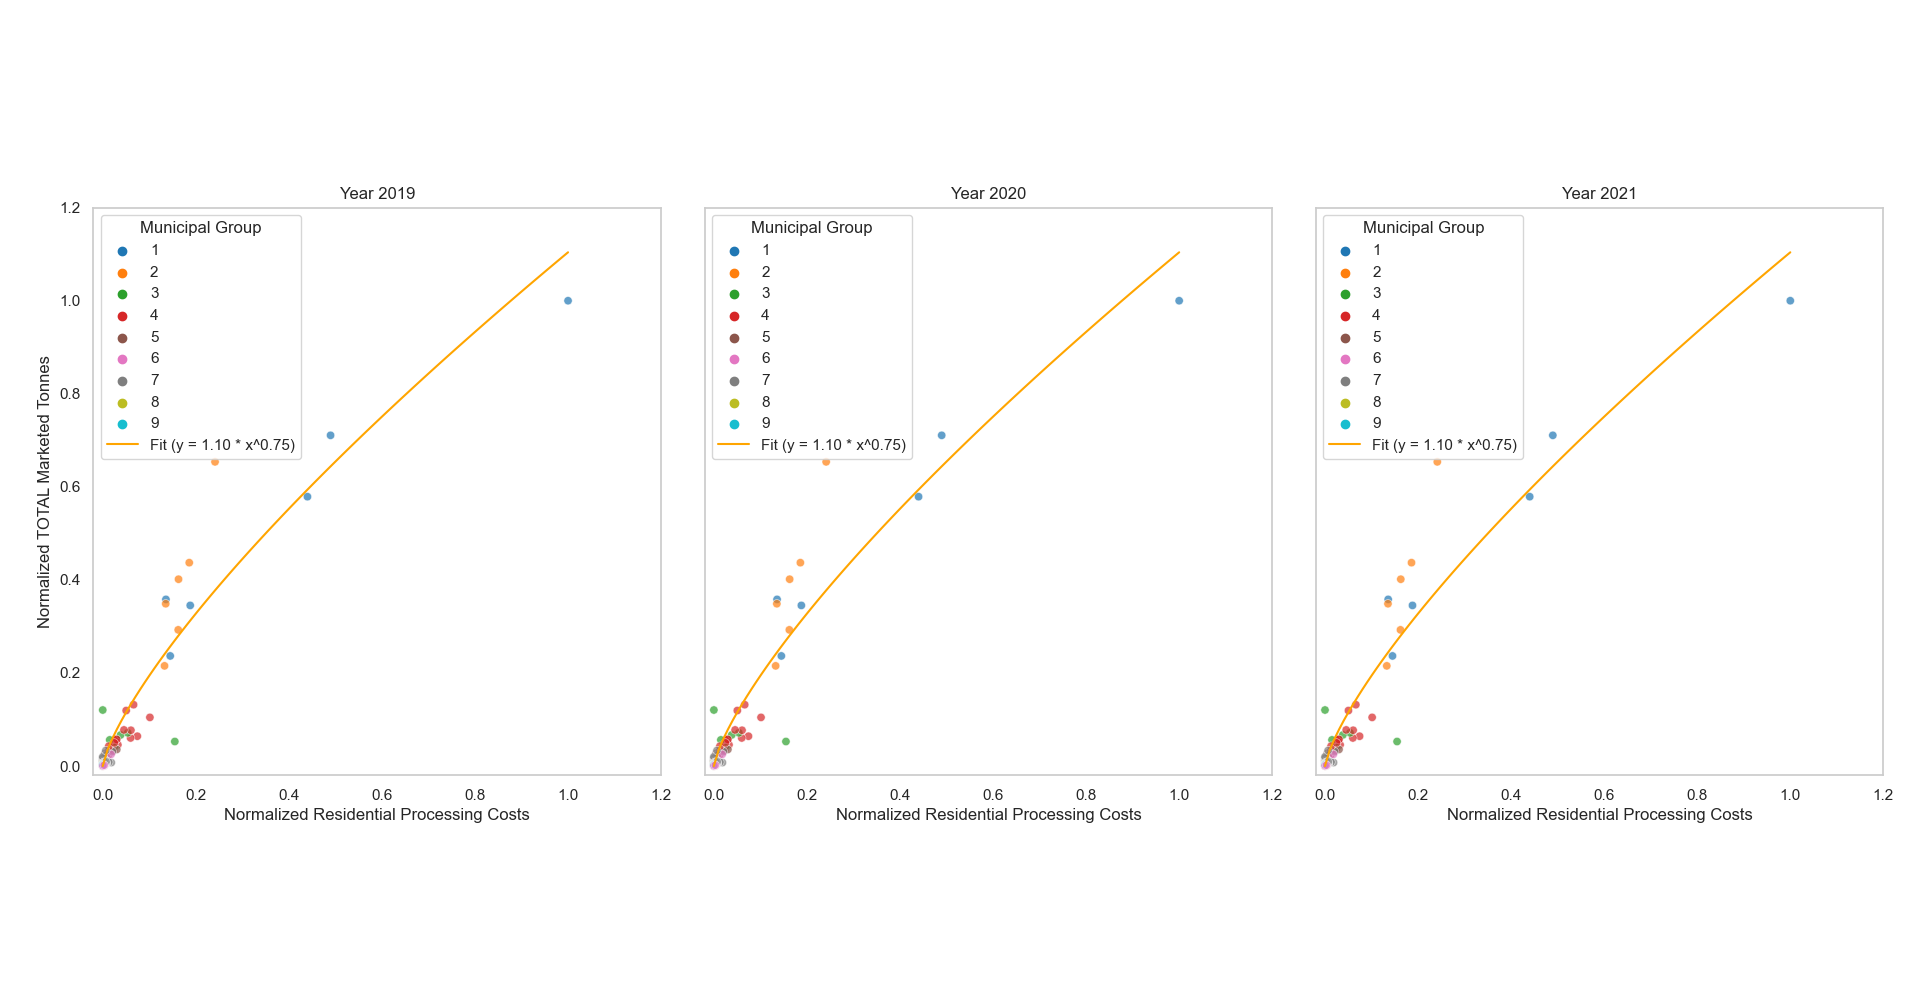 Year 2019
Year 2020
Year 2021
Normalized TOTAL Marketed Tonnes
1.2
1.0
0.8
0.6
0.4
0.2
0.0
Municipal Group
1
2
3
4
5
6
7
8
9
Fit (y = 1.10 * x^0.75)
0.0 0.2 0.4 0.6 0.8 1.0 1.2
Normalized Residential Processing Costs
Municipal Group
1
2
3
4
5
6
7
8
9
Fit (y = 1.10 * x^0.75)
0.0 0.2 0.4 0.6 0.8 1.0 1.2
Normalized Residential Processing Costs
Municipal Group
1
2
3
4
5
6
7
8
9
Fit (y = 1.10 * x^0.75)
0.0 0.2 0.4 0.6 0.8 1.0 1.2
Normalized Residential Processing Costs